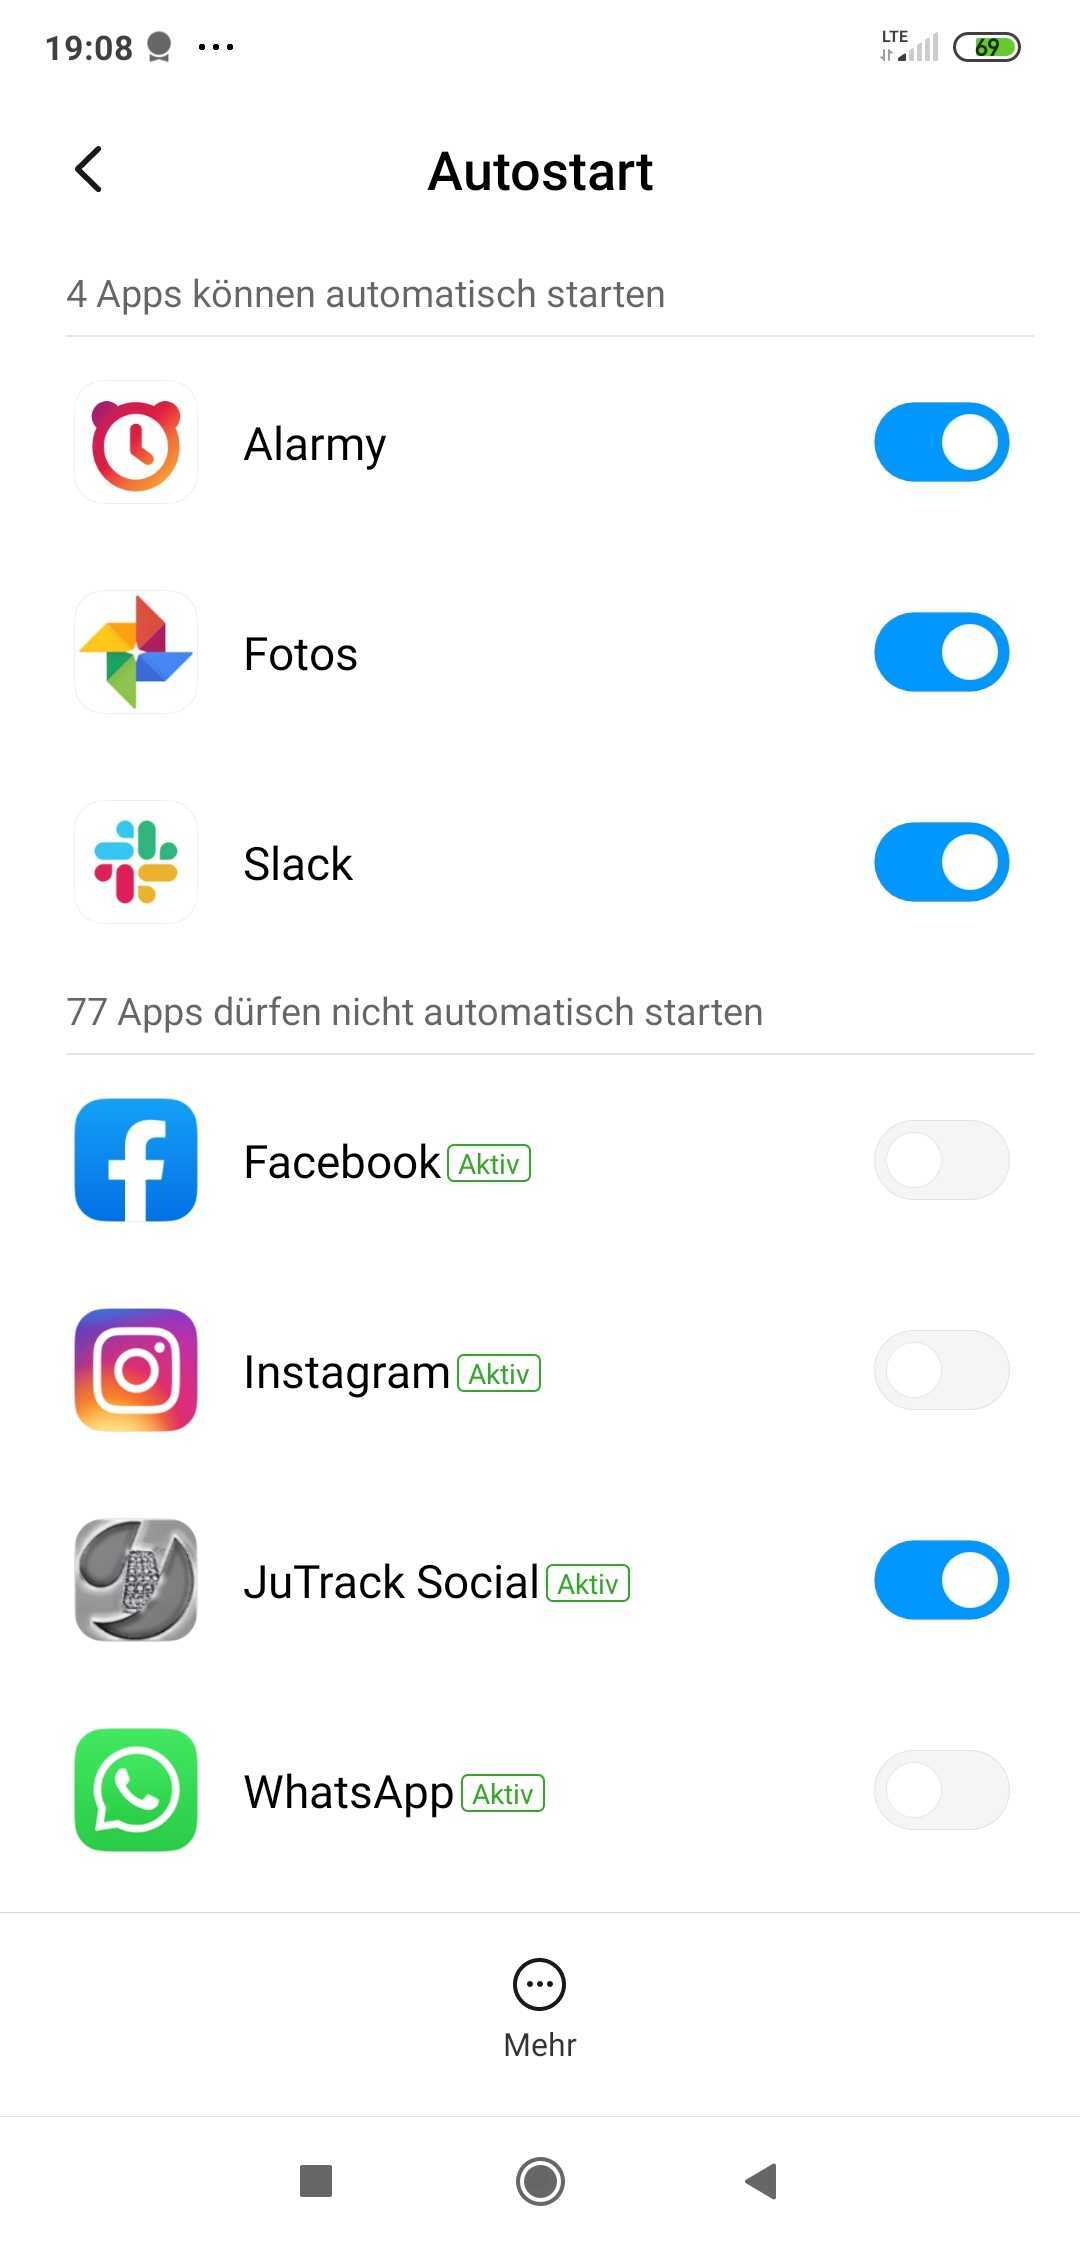 19:08
LTE
69
Autostart
4 Apps können automatisch starten
Alarmy
Fotos
Slack
77 Apps dürfen nicht automatisch starten
Facebook Aktiv
Instagram Aktiv
JuTrack Social Aktiv
WhatsApp Aktiv
Mehr